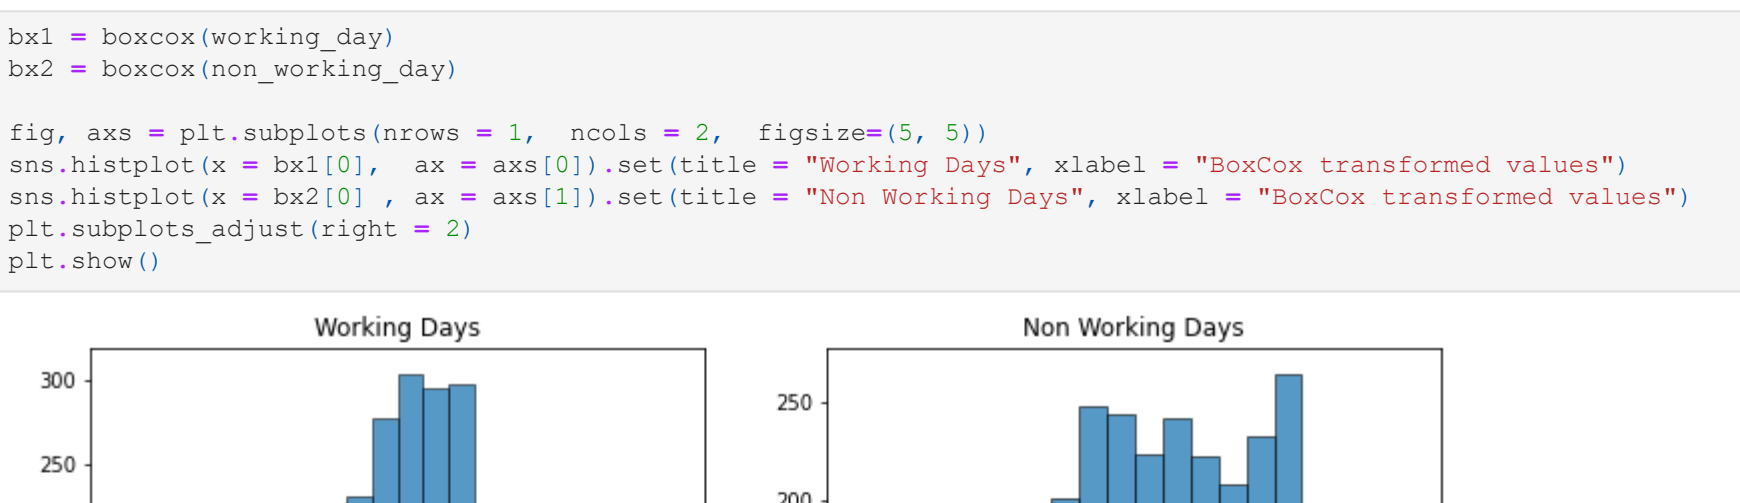 bx1 = boxcox(working_day)
bx2 = boxcox(non_working_day)
fig, axs = plt.subplots(nrows = 1,  ncols = 2,  figsize=(5, 5))
sns.histplot(x = bx1[0],  ax = axs[0]).set(title = "Working Days", xlabel = "BoxCox transformed values")
sns.histplot(x = bx2[0] , ax = axs[1]).set(title = "Non Working Days", xlabel = "BoxCox transformed values")
plt.subplots_adjust(right = 2)
plt.show()
Working Days
300
250
Non Working Days
250
200